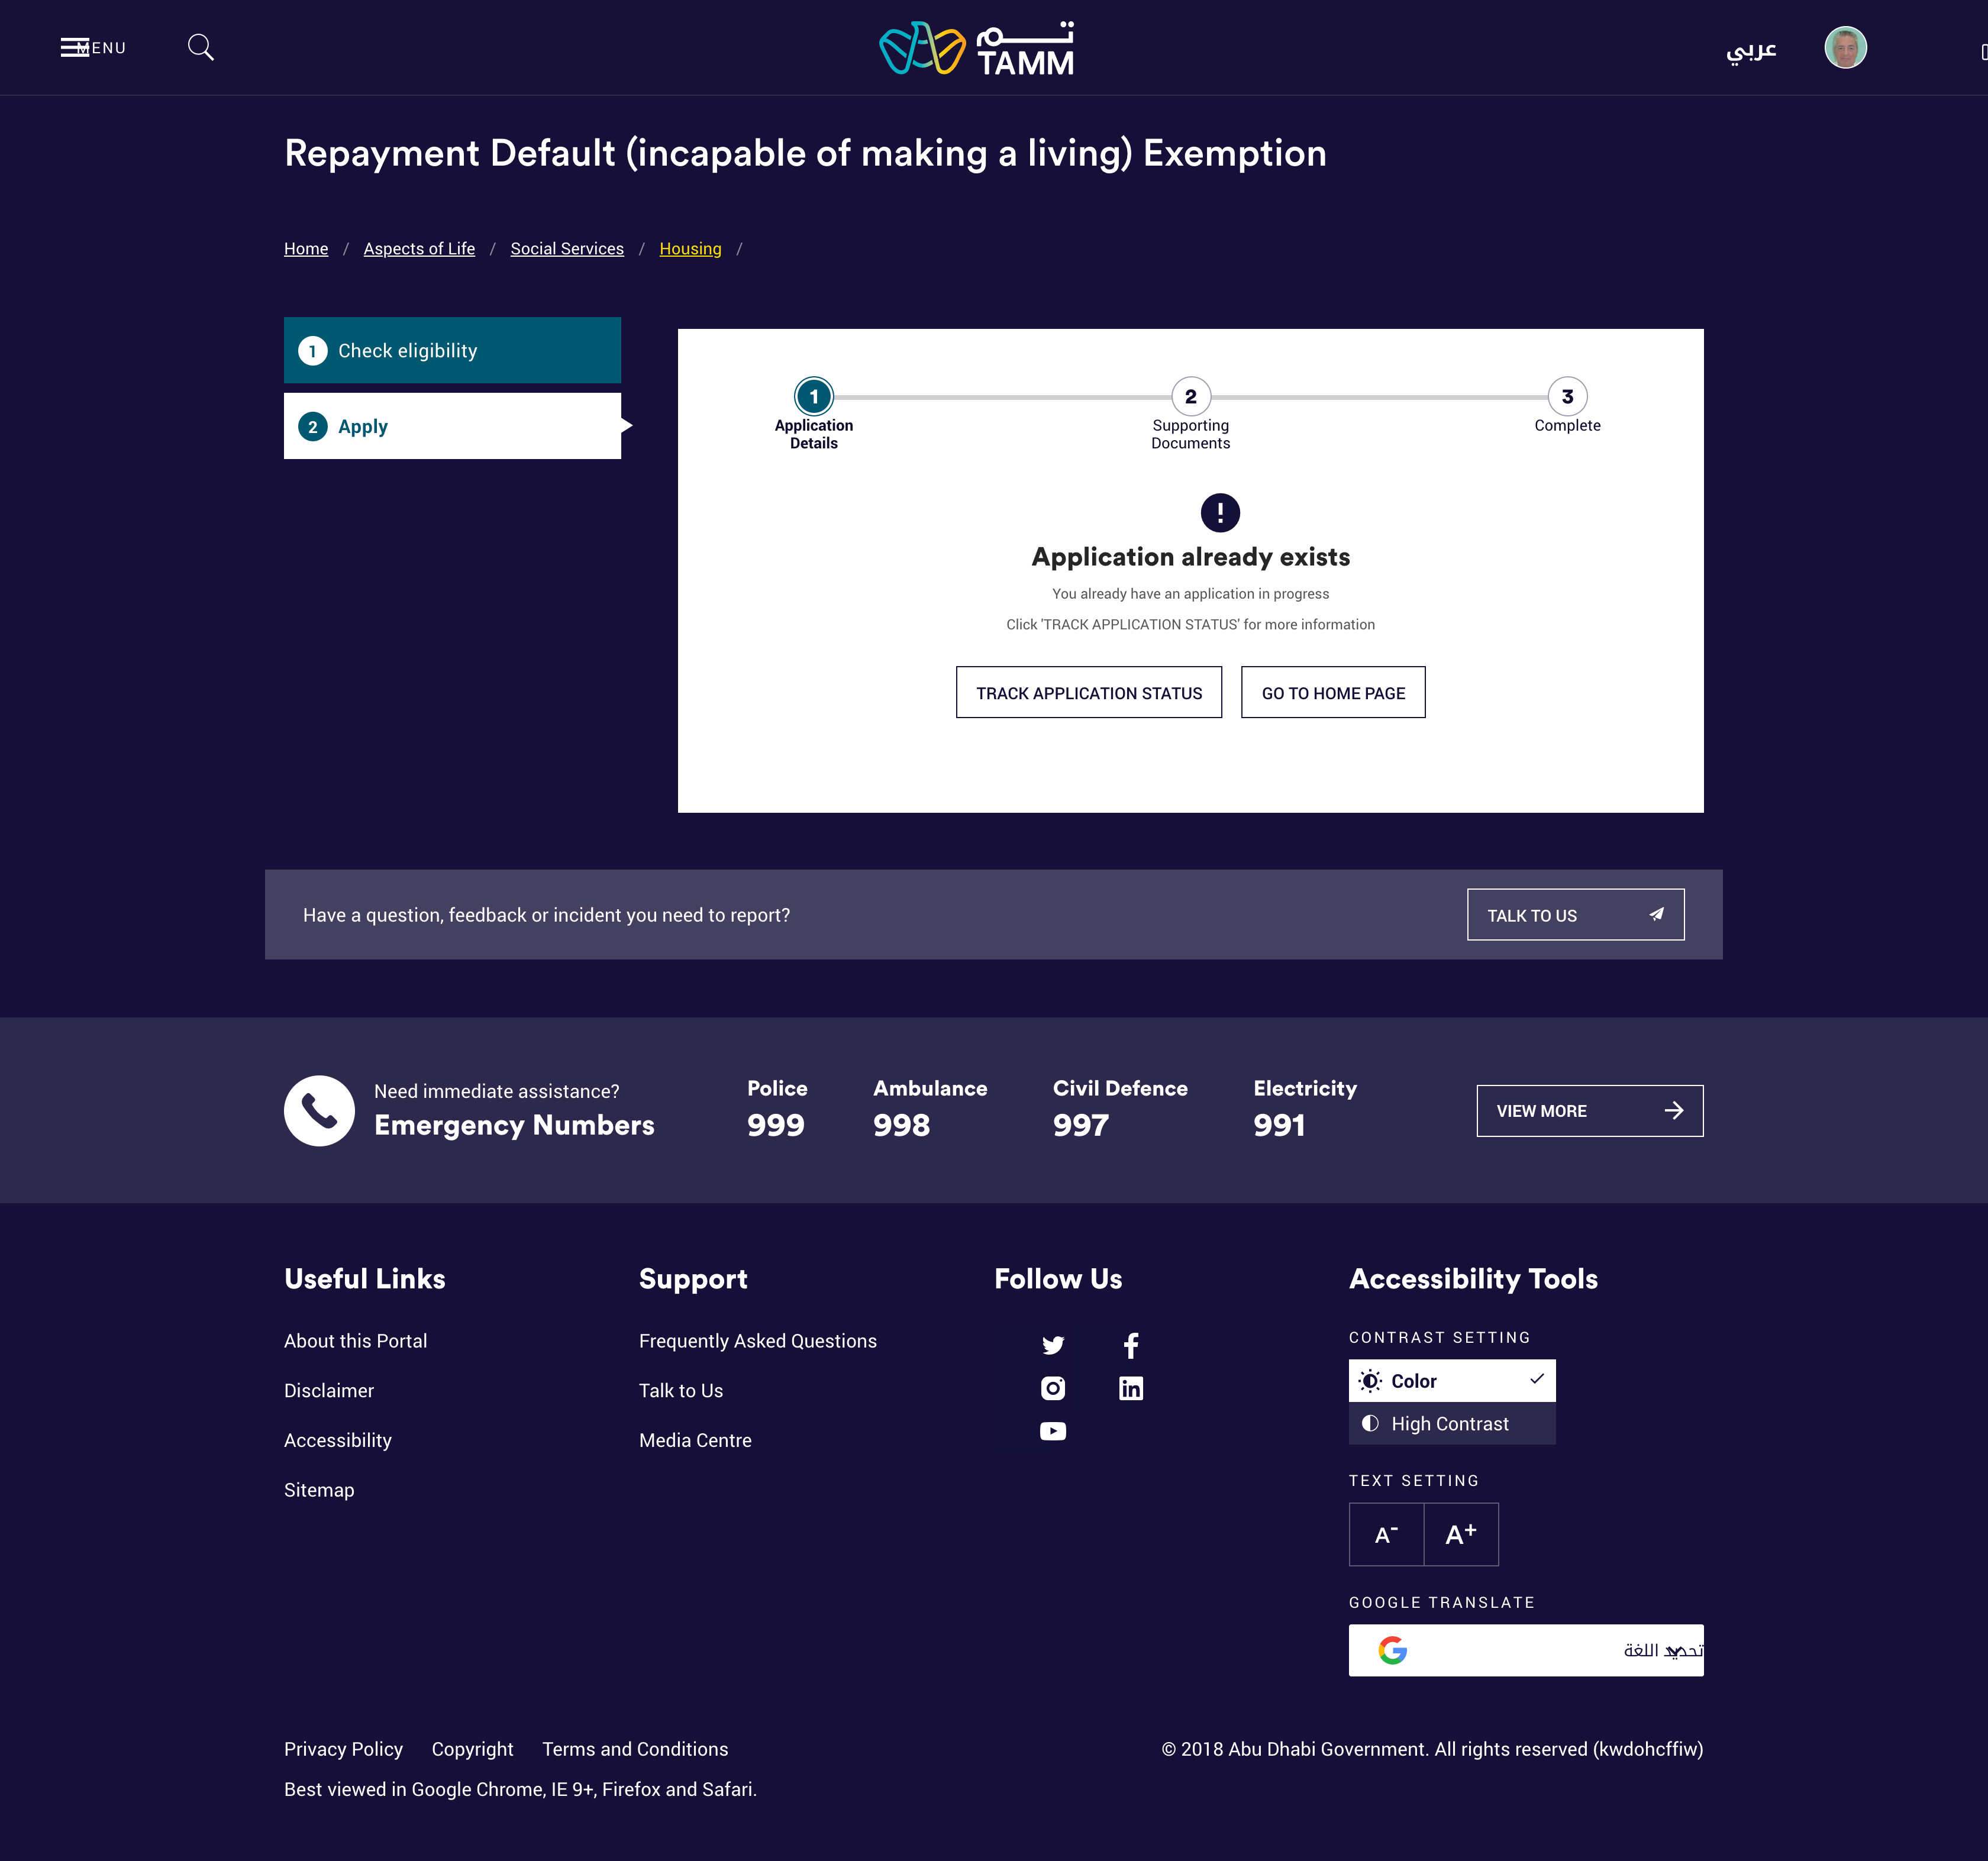 MENU
تـــم
TAMM
عربي
Repayment Default (incapable of making a living) Exemption
Home / Aspects of Life / Social Services / Housing /
1 Check eligibility
2 Apply
1
2
3
Application
Details
Supporting
Documents
Complete
Application already exists
You already have an application in progress
Click 'TRACK APPLICATION STATUS' for more information
TRACK APPLICATION STATUS
GO TO HOME PAGE
Have a question, feedback or incident you need to report?
TALK TO US
Need immediate assistance?
Emergency Numbers
Police
999
Ambulance
998
Civil Defence
997
Electricity
991
VIEW MORE
Useful Links
About this Portal
Disclaimer
Accessibility
Sitemap
Support
Frequently Asked Questions
Talk to Us
Media Centre
Follow Us
Accessibility Tools
CONTRAST SETTING
Color
High Contrast
TEXT SETTING
A-
A+
GOOGLE TRANSLATE
تحديد اللغة
Privacy Policy Copyright Terms and Conditions
© 2018 Abu Dhabi Government. All rights reserved (kwdohcffiw)
Best viewed in Google Chrome, IE 9+, Firefox and Safari.